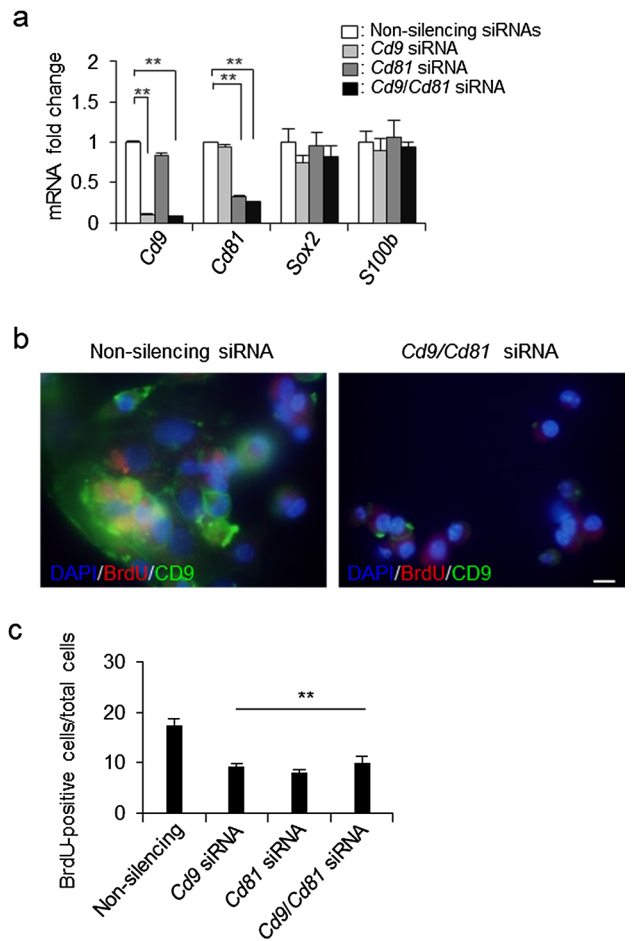 a
: Non-silencing siRNAs
: Cd9 siRNA
: Cd81 siRNA
: Cd9/Cd81 siRNA
mRNA fold change
2
1.5
1
0.5
0
**
**
**
**
Cd9
Cd81
Sox2
S100b
b
Non-silencing siRNA
Cd9/Cd81 siRNA
DAPI/BrdU/CD9
DAPI/BrdU/CD9
c
BrdU-positive cells/total cells
30
20
10
0
**
Non-silencing
Cd9 siRNA
Cd81 siRNA
Cd9/Cd81 siRNA